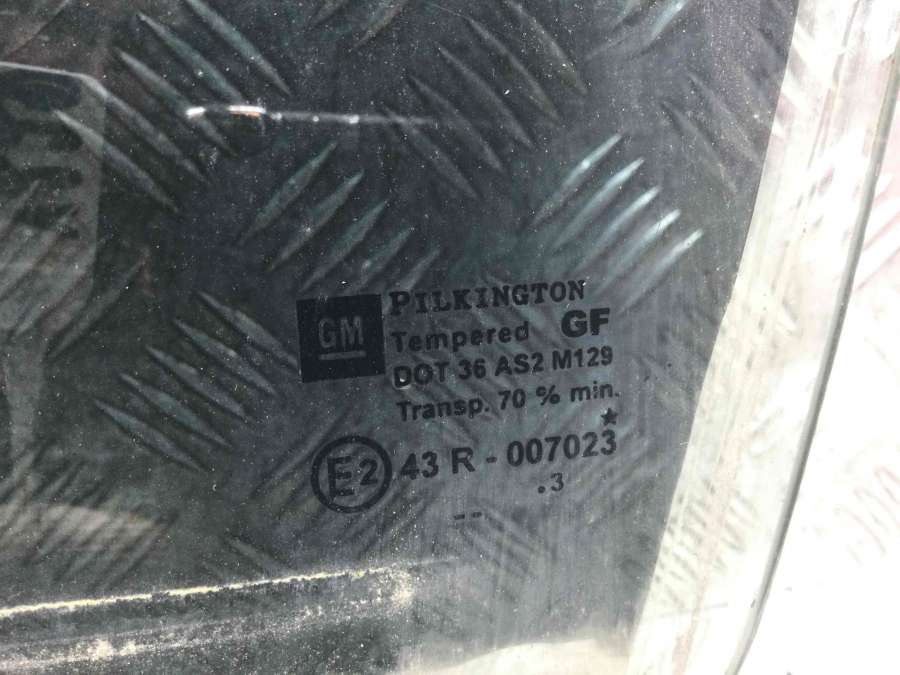 GM
PILKINGTON
Tempered GF
DOT 36 AS2 M129
Transp. 70 % min.
E2 43 R - 007023
.3